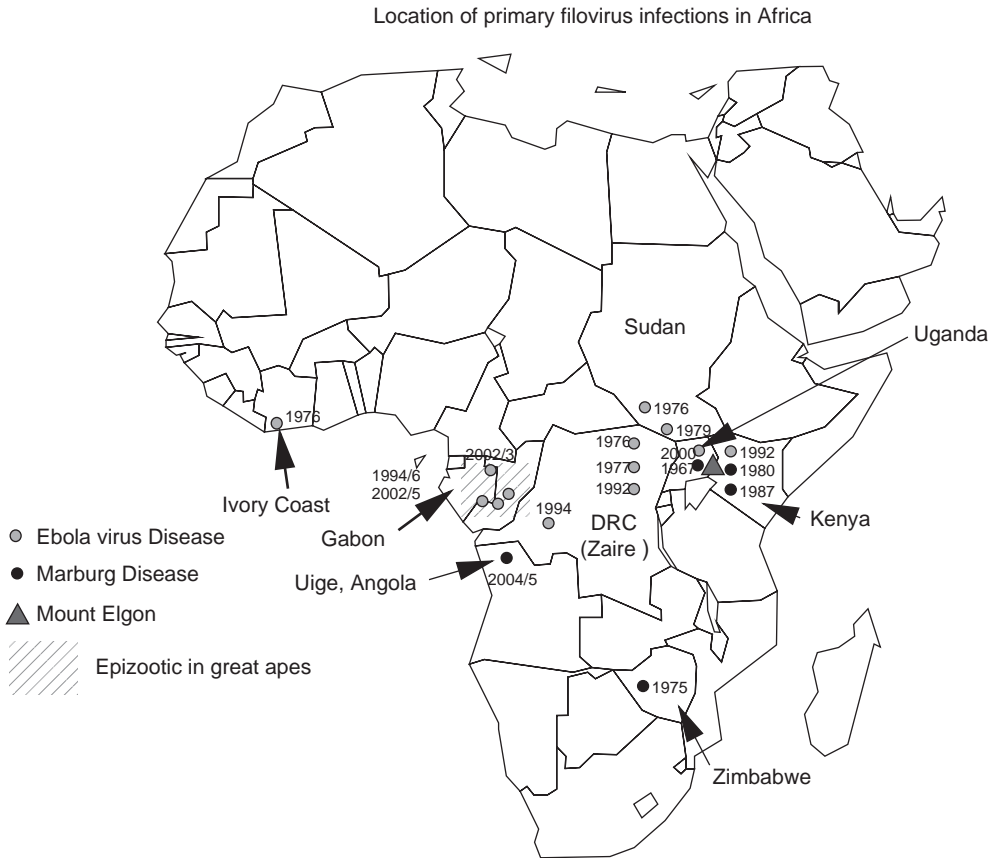 Location of primary filovirus infections in Africa
Sudan
Uganda
1976
1976
1979
1976
2000
1992
2002/3
1994/6
2002/5
1977
1967
1980
1992
1987
Ivory Coast
Gabon
1994
DRC
(Zaire )
Kenya
Ebola virus Disease
Marburg Disease
Mount Elgon
Epizootic in great apes
Uige, Angola
2004/5
1975
Zimbabwe